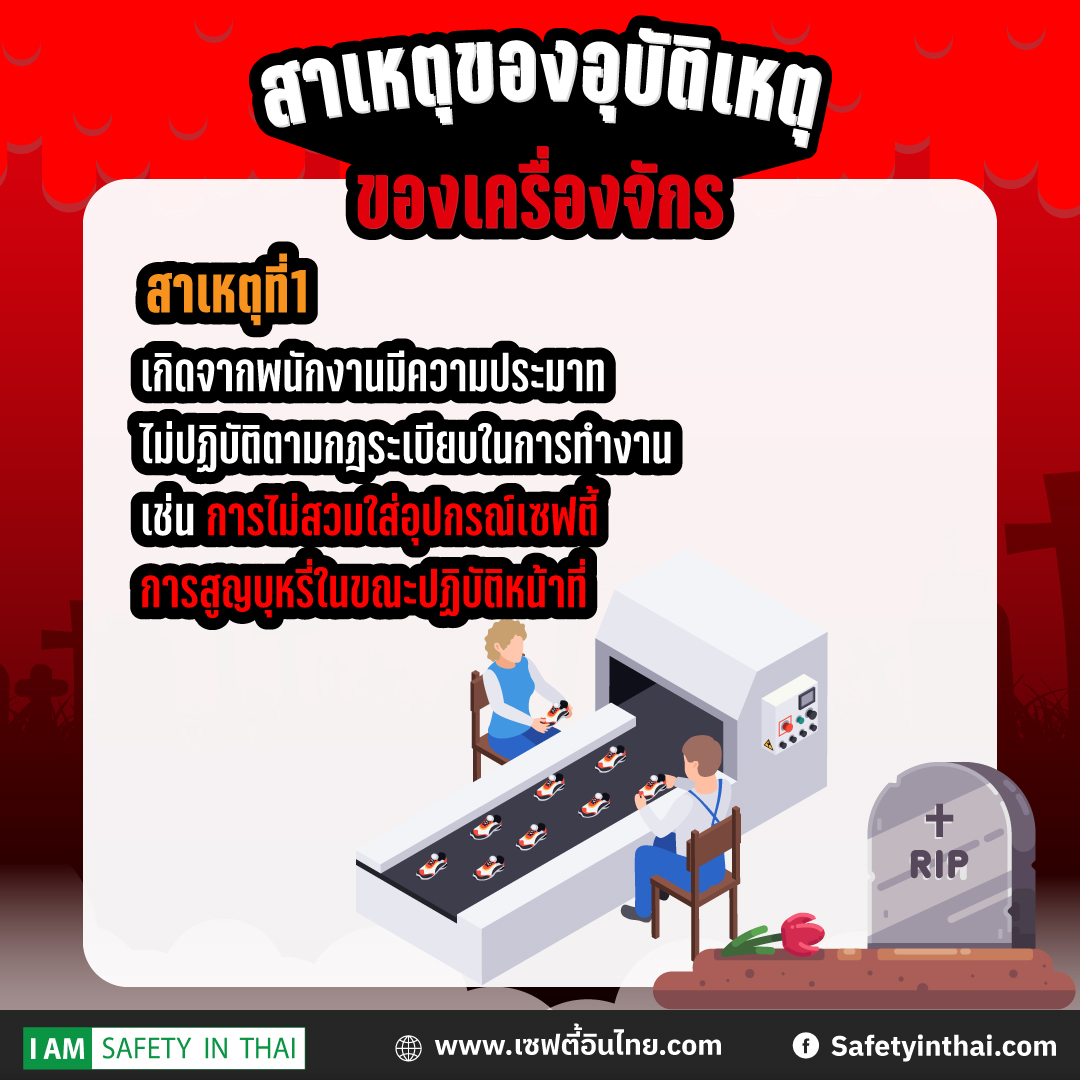 สาเหตุของอุบัติเหตุ
ของเครื่องจักร
สาเหตุที่1
เกิดจากพนักงานมีความประมาท
ไม่ปฏิบัติตามกฎระเบียบในการทำงาน
เช่น การไม่สวมใส่อุปกรณ์เซฟตี้
การสูญบุหรี่ในขณะปฏิบัติหน้าที่
RIP
I AM SAFETY IN THAI
www.เซฟตี้อินไทย.com
Safetyinthai.com